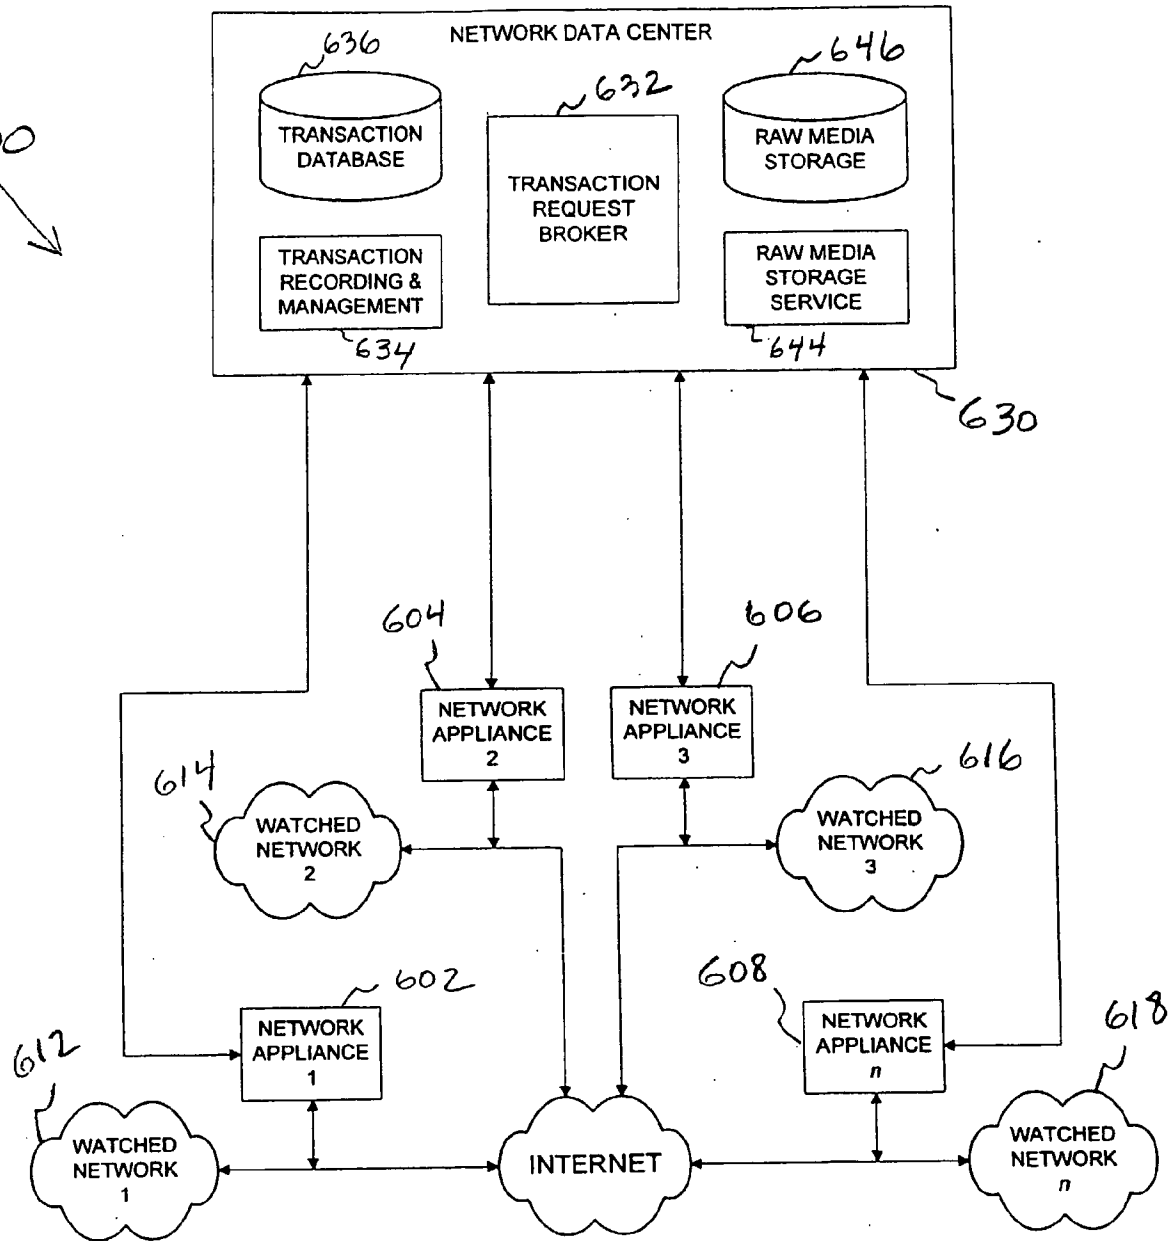 NETWORK DATA CENTER
636
646
632
TRANSACTION
DATABASE
TRANSACTION
REQUEST
BROKER
RAW MEDIA
STORAGE
TRANSACTION
RECORDING &
MANAGEMENT
634
RAW MEDIA
STORAGE
SERVICE
644
630
604
606
NETWORK
APPLIANCE
2
NETWORK
APPLIANCE
3
614
WATCHED
NETWORK
2
616
WATCHED
NETWORK
3
602
NETWORK
APPLIANCE
1
608
NETWORK
APPLIANCE
n
612
WATCHED
NETWORK
1
INTERNET
618
WATCHED
NETWORK
n